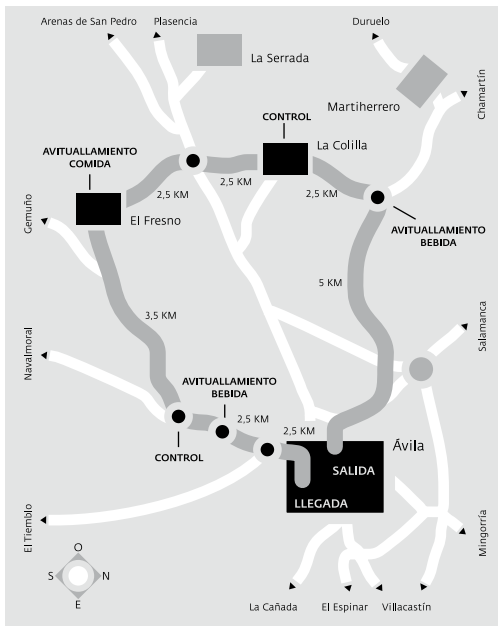 Arenas de San Pedro
Plasencia
Duruelo
La Serrada
Chamartín
Martiherrero
CONTROL
La Colilla
AVITUALLAMIENTO
COMIDA
2,5 KM
2,5 KM
2,5 KM
El Fresno
Gemuño
AVITUALLAMIENTO
BEBIDA
5 KM
3,5 KM
Salamanca
Navalmoral
AVITUALLAMIENTO
BEBIDA
2,5 KM
2,5 KM
CONTROL
Ávila
SALIDA
LLEGADA
El Tiemblo
Mingorría
O
S
N
E
La Cañada
El Espinar
Villacastín